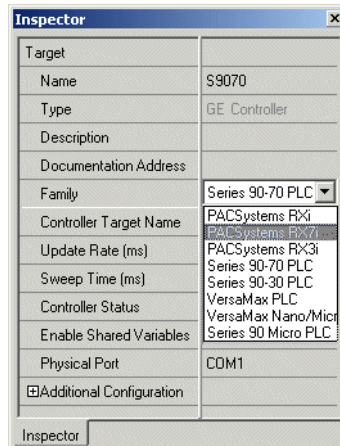 Inspector
Target
Name S9070
Type GE Controller
Description
Documentation Address
Family Series 90-70 PLC
Controller Target Name PACSystems RXi
PACSystems RX7i
Update Rate (ms) PACSystems RX3i
Sweep Time (ms) Series 90-70 PLC
Series 90-30 PLC
Controller Status VersaMax PLC
VersaMax Nano/Micr
Enable Shared Variables Series 90 Micro PLC
Physical Port COM1
Additional Configuration
Inspector